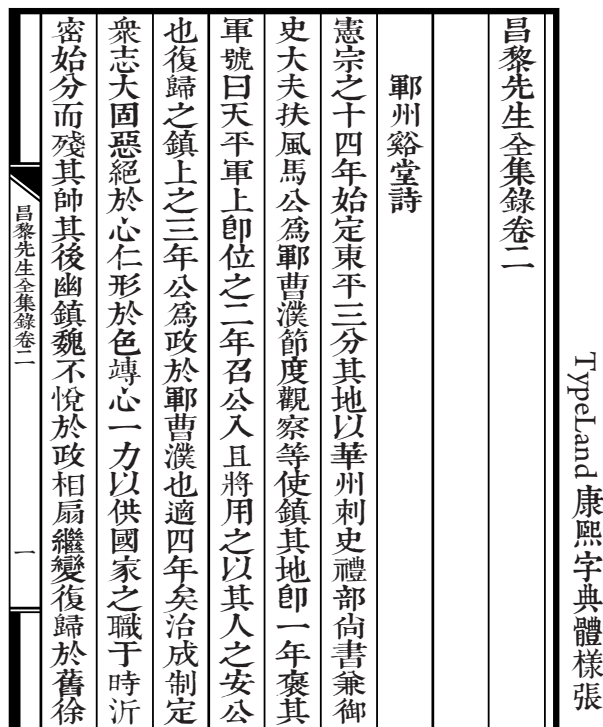 昌黎先生全集錄卷二
鄆州谿堂詩
憲宗之十四年始定東平三分其地以華州刺史禮部尙書兼御
史大夫扶風馬公爲鄆曹濮節度觀察等使鎮其地卽一年褒其
軍號曰天平軍上卽位之二年召公入且將用之以其人之安公
也復歸之鎮上之三年公爲政於鄆曹濮也適四年矣治成制定
衆志大固惡絕於心仁形於色竱心一力以供國家之職于時沂
密始分而殘其帥其後幽鎮魏不悅於政相扇繼變復歸於舊徐
昌黎先生全集錄卷二
一
TypeLand 康熙字典體樣張